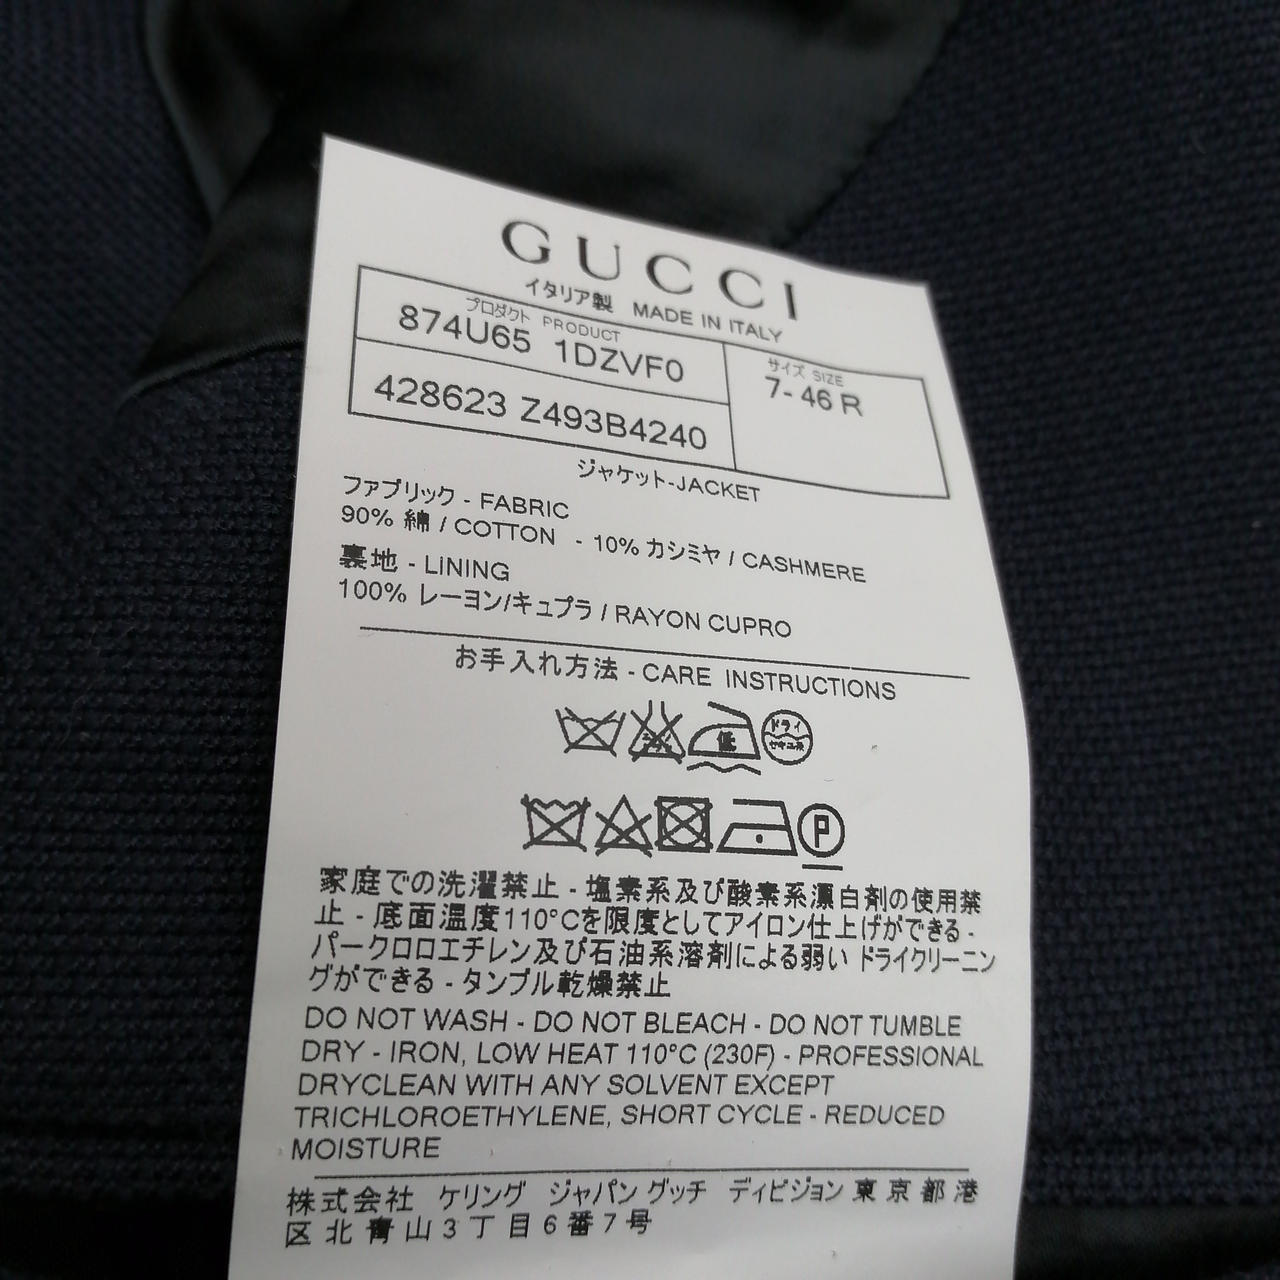 GUCCI
イタリア製 MADE IN ITALY
プロダクト PRODUCT
874U65 1DZVF0
428623 Z493B4240
サイズ SIZE
7-46 R
ジャケット-JACKET
ファブリック - FABRIC
90% 綿 / COTTON - 10% カシミヤ / CASHMERE
裏地 - LINING
100% レーヨン/キュプラ / RAYON CUPRO
お手入れ方法 - CARE INSTRUCTIONS
低
ドライ
セキユ系
P
家庭での洗濯禁止 - 塩素系及び酸素系漂白剤の使用禁
止 - 底面温度110°Cを限度としてアイロン仕上げができる -
パークロロエチレン及び石油系溶剤による弱い ドライクリーニン
グができる - タンブル乾燥禁止
DO NOT WASH - DO NOT BLEACH - DO NOT TUMBLE
DRY - IRON, LOW HEAT 110°C (230F) - PROFESSIONAL
DRYCLEAN WITH ANY SOLVENT EXCEPT
TRICHLOROETHYLENE, SHORT CYCLE - REDUCED
MOISTURE
株式会社 ケリング ジャパン グッチ ディビジョン 東京都港
区北青山3丁目6番7号